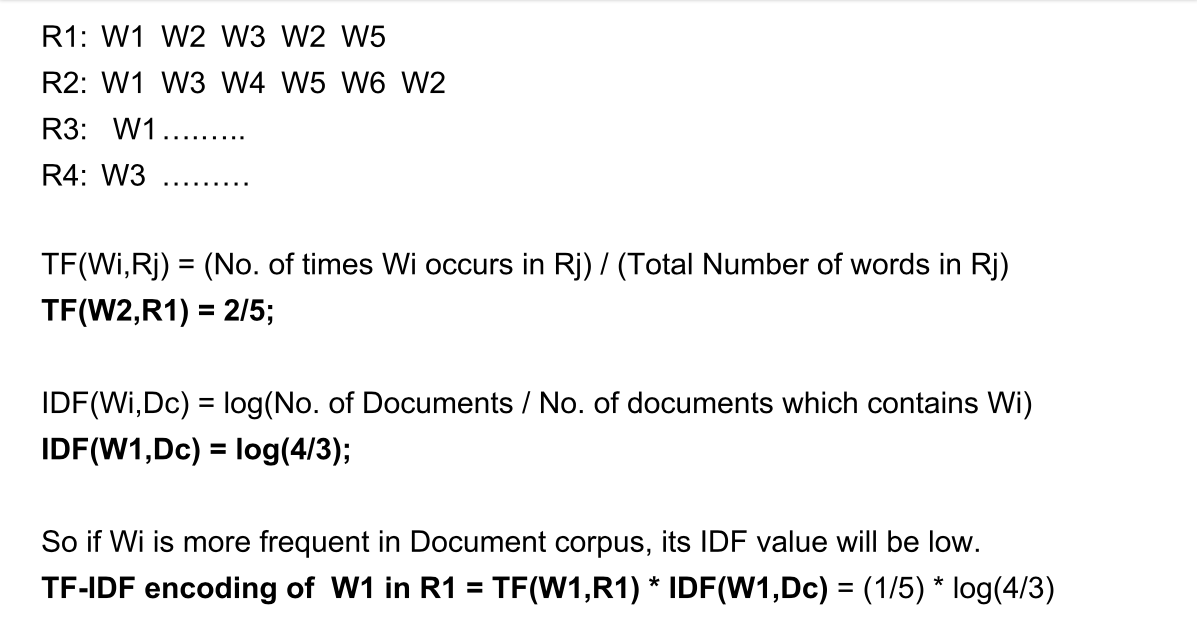 R1: W1 W2 W3 W2 W5
R2: W1 W3 W4 W5 W6 W2
R3: W1.........
R4: W3 .........
TF(Wi,Rj) = (No. of times Wi occurs in Rj) / (Total Number of words in Rj)
TF(W2,R1) = 2/5;
IDF(Wi,Dc) = log(No. of Documents / No. of documents which contains Wi)
IDF(W1,Dc) = log(4/3);
So if Wi is more frequent in Document corpus, its IDF value will be low.
TF-IDF encoding of W1 in R1 = TF(W1,R1) * IDF(W1,Dc) = (1/5) * log(4/3)